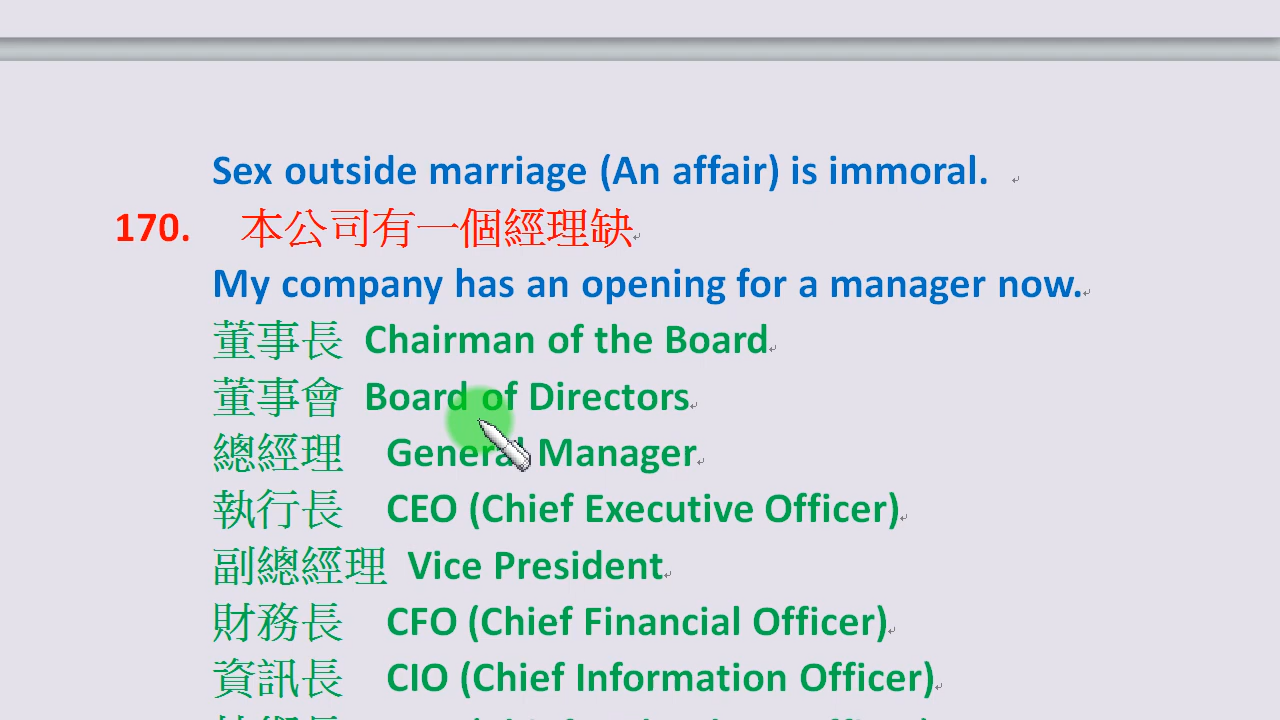 Sex outside marriage (An affair) is immoral.
170. 本公司有一個經理缺
My company has an opening for a manager now.
董事長 Chairman of the Board
董事會 Board of Directors
總經理 General Manager
執行長 CEO (Chief Executive Officer)
副總經理 Vice President
財務長 CFO (Chief Financial Officer)
資訊長 CIO (Chief Information Officer)